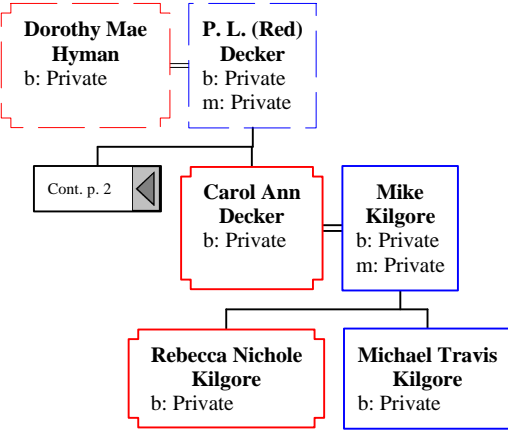 Dorothy Mae
Hyman
b: Private
P. L. (Red)
Decker
b: Private
m: Private
Cont. p. 2
Carol Ann
Decker
b: Private
Mike
Kilgore
b: Private
m: Private
Rebecca Nichole
Kilgore
b: Private
Michael Travis
Kilgore
b: Private